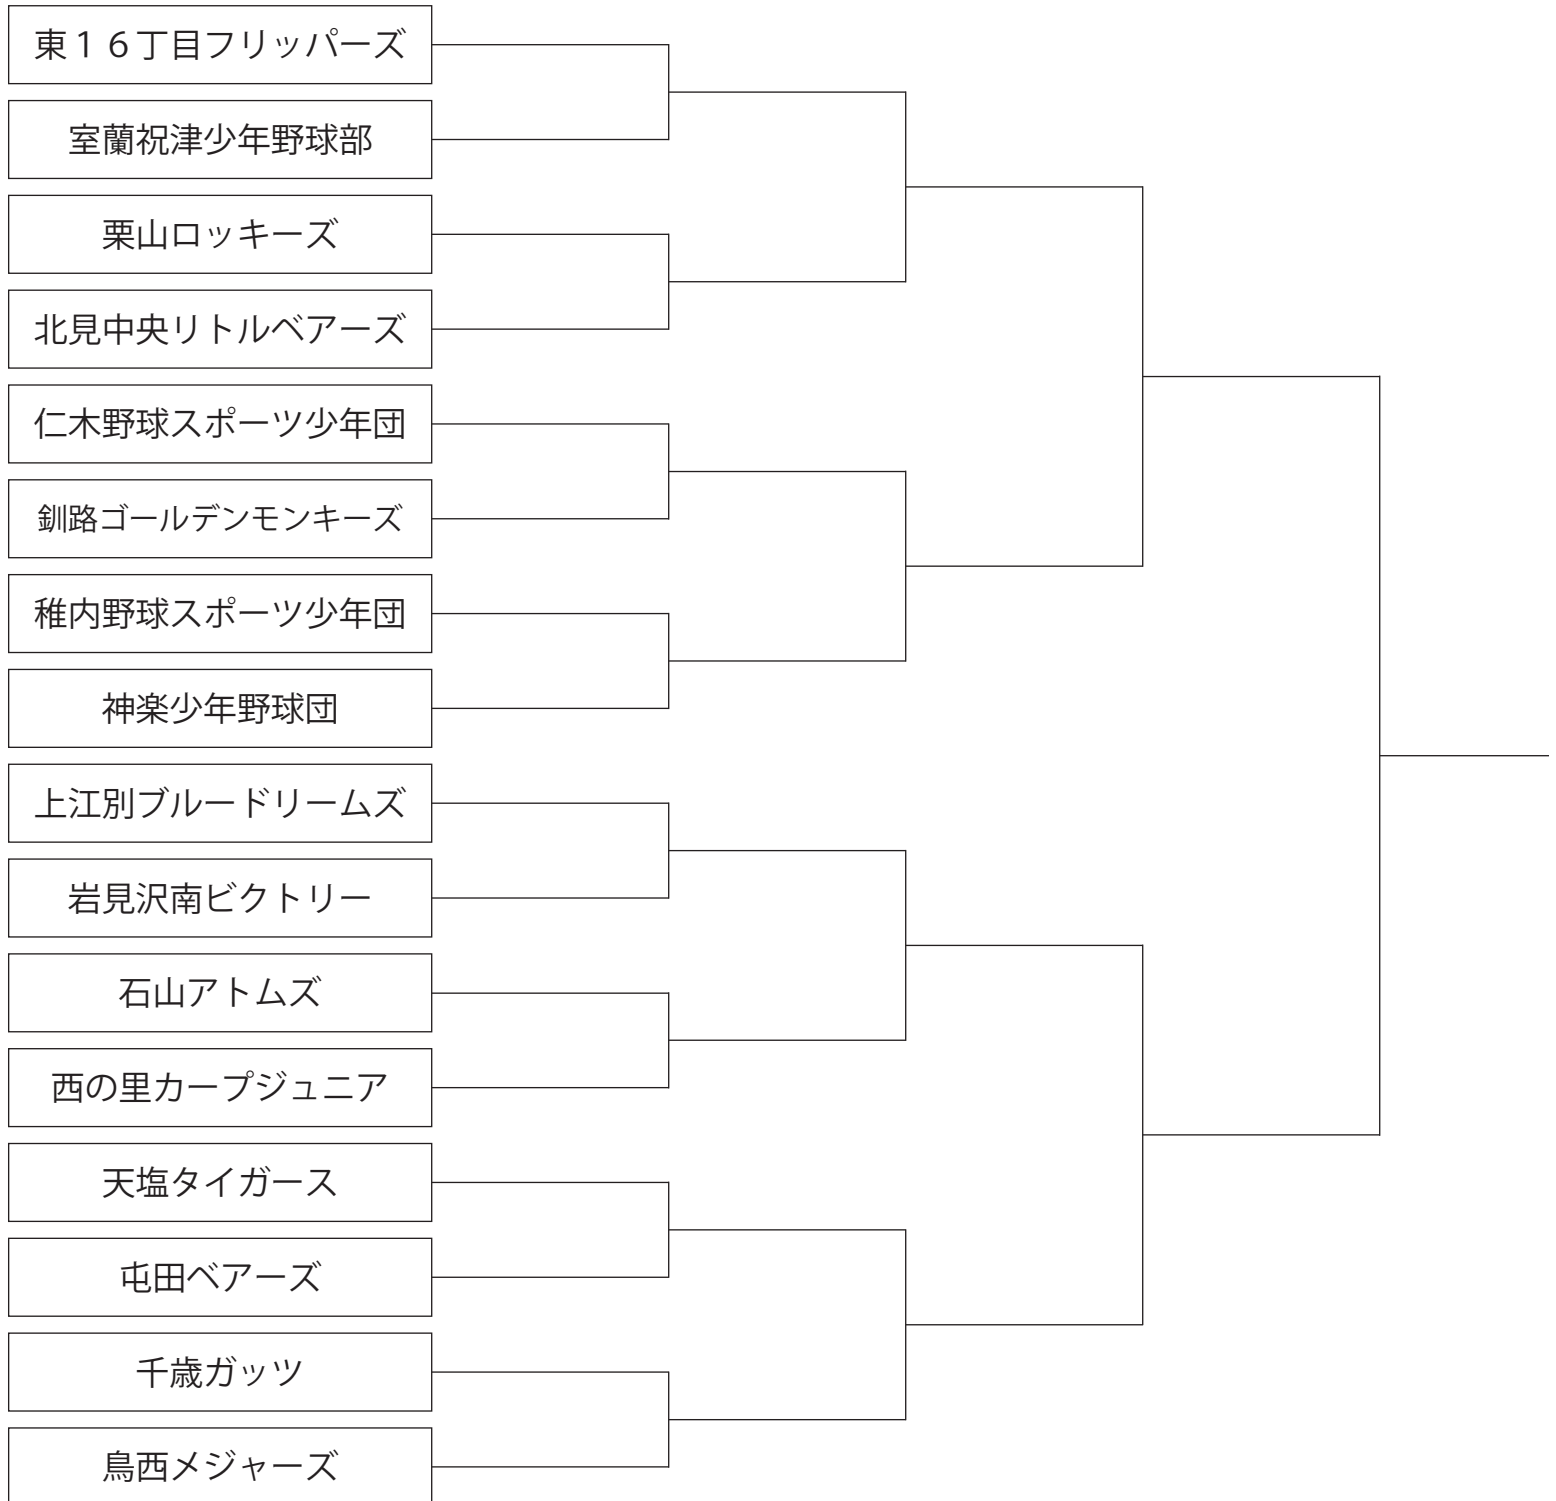 東１６丁目フリッパーズ
室蘭祝津少年野球部
栗山ロッキーズ
北見中央リトルベアーズ
仁木野球スポーツ少年団
釧路ゴールデンモンキーズ
稚内野球スポーツ少年団
神楽少年野球団
上江別ブルードリームズ
岩見沢南ビクトリー
石山アトムズ
西の里カープジュニア
天塩タイガース
屯田ベアーズ
千歳ガッツ
鳥西メジャーズ